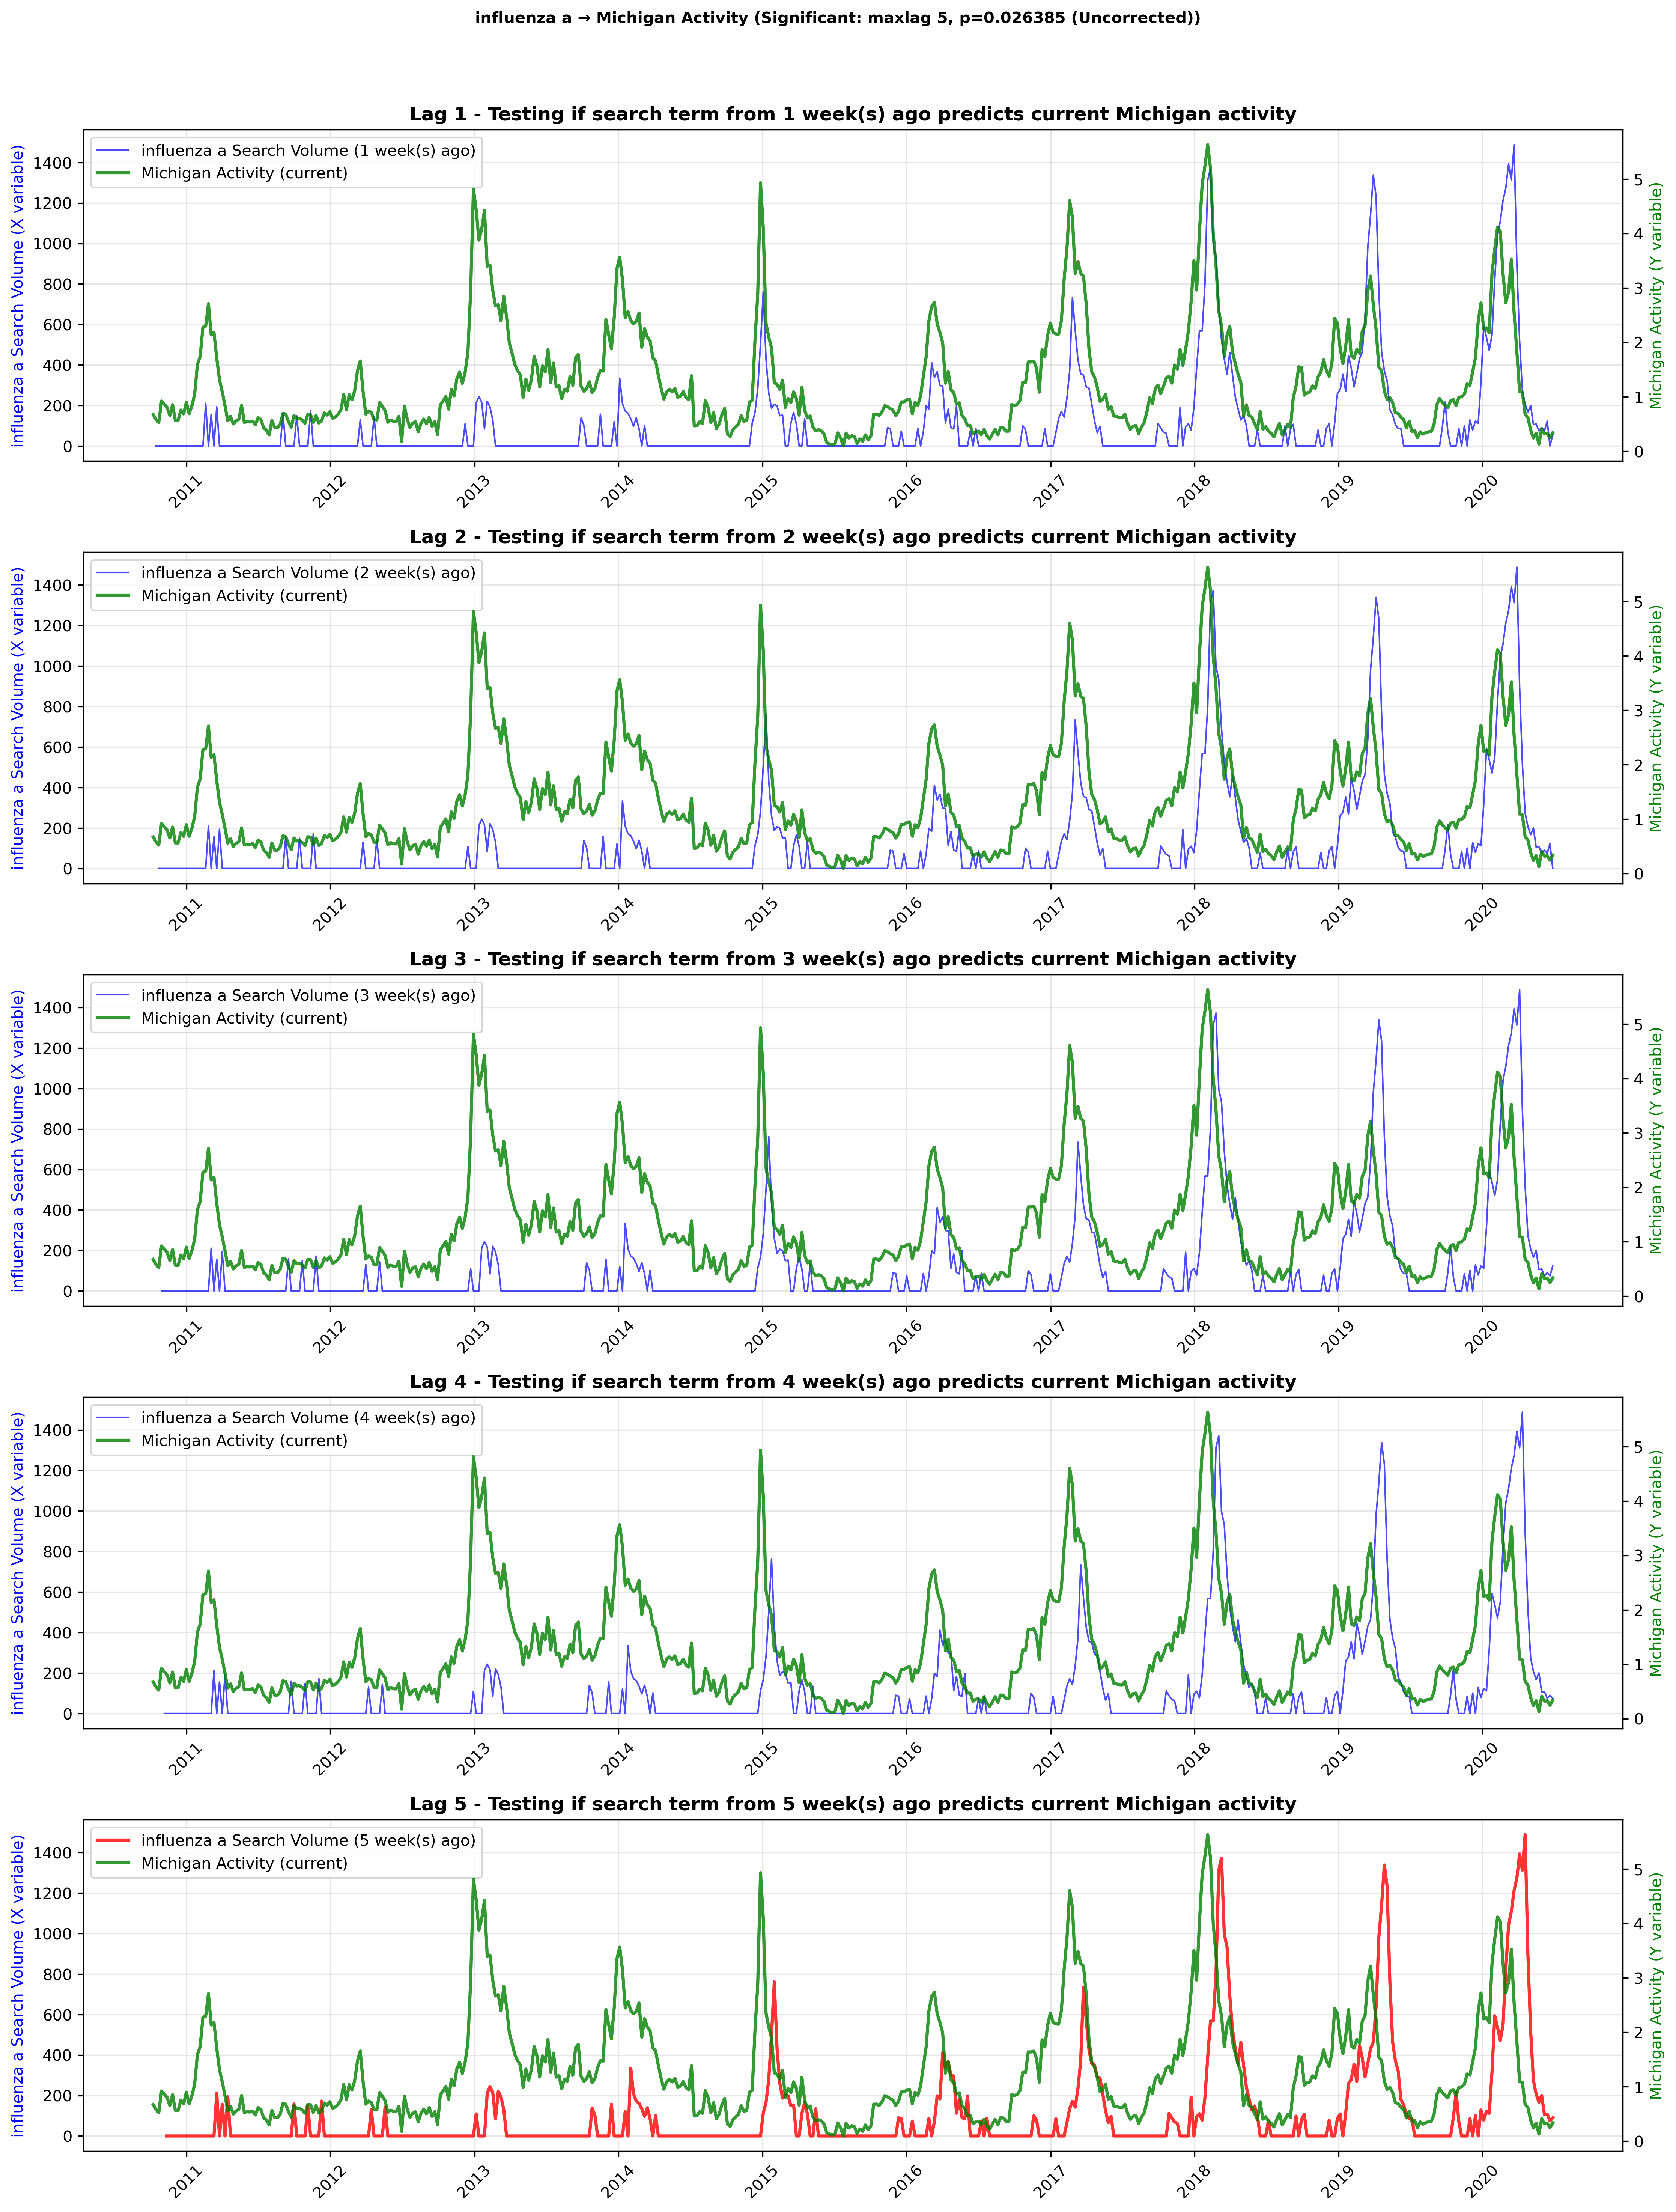 influenza a → Michigan Activity (Significant: maxlag 5, p=0.026385 (Uncorrected))
Lag 1 - Testing if search term from 1 week(s) ago predicts current Michigan activity
influenza a Search Volume (1 week(s) ago)
Michigan Activity (current)
influenza a Search Volume (X variable)
1400
1200
1000
800
600
400
200
0
5
4
3
2
1
0
Michigan Activity (Y variable)
2011 2012 2013 2014 2015 2016 2017 2018 2019 2020
Lag 2 - Testing if search term from 2 week(s) ago predicts current Michigan activity
influenza a Search Volume (2 week(s) ago)
Michigan Activity (current)
influenza a Search Volume (X variable)
1400
1200
1000
800
600
400
200
0
5
4
3
2
1
0
Michigan Activity (Y variable)
2011 2012 2013 2014 2015 2016 2017 2018 2019 2020
Lag 3 - Testing if search term from 3 week(s) ago predicts current Michigan activity
influenza a Search Volume (3 week(s) ago)
Michigan Activity (current)
influenza a Search Volume (X variable)
1400
1200
1000
800
600
400
200
0
5
4
3
2
1
0
Michigan Activity (Y variable)
2011 2012 2013 2014 2015 2016 2017 2018 2019 2020
Lag 4 - Testing if search term from 4 week(s) ago predicts current Michigan activity
influenza a Search Volume (4 week(s) ago)
Michigan Activity (current)
influenza a Search Volume (X variable)
1400
1200
1000
800
600
400
200
0
5
4
3
2
1
0
Michigan Activity (Y variable)
2011 2012 2013 2014 2015 2016 2017 2018 2019 2020
Lag 5 - Testing if search term from 5 week(s) ago predicts current Michigan activity
influenza a Search Volume (5 week(s) ago)
Michigan Activity (current)
influenza a Search Volume (X variable)
1400
1200
1000
800
600
400
200
0
5
4
3
2
1
0
Michigan Activity (Y variable)
2011 2012 2013 2014 2015 2016 2017 2018 2019 2020